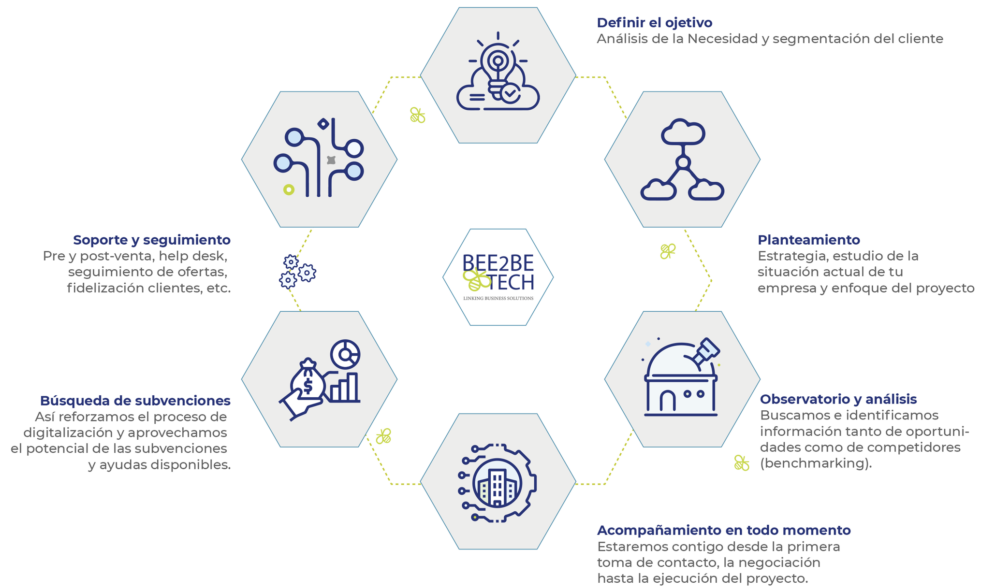 Definir el ojetivo
Análisis de la Necesidad y segmentación del cliente
Planteamiento
Estrategia, estudio de la
situación actual de tu
empresa y enfoque del proyecto
Observatorio y análisis
Buscamos e identificamos
información tanto de oportuni-
dades como de competidores
(benchmarking).
Acompañamiento en todo momento
Estaremos contigo desde la primera
toma de contacto, la negociación
hasta la ejecución del proyecto.
Búsqueda de subvenciones
Así reforzamos el proceso de
digitalización y aprovechamos
el potencial de las subvenciones
y ayudas disponibles.
Soporte y seguimiento
Pre y post-venta, help desk,
seguimiento de ofertas,
fidelización clientes, etc.
BEE2BE
TECH
LINKING BUSINESS SOLUTIONS
$